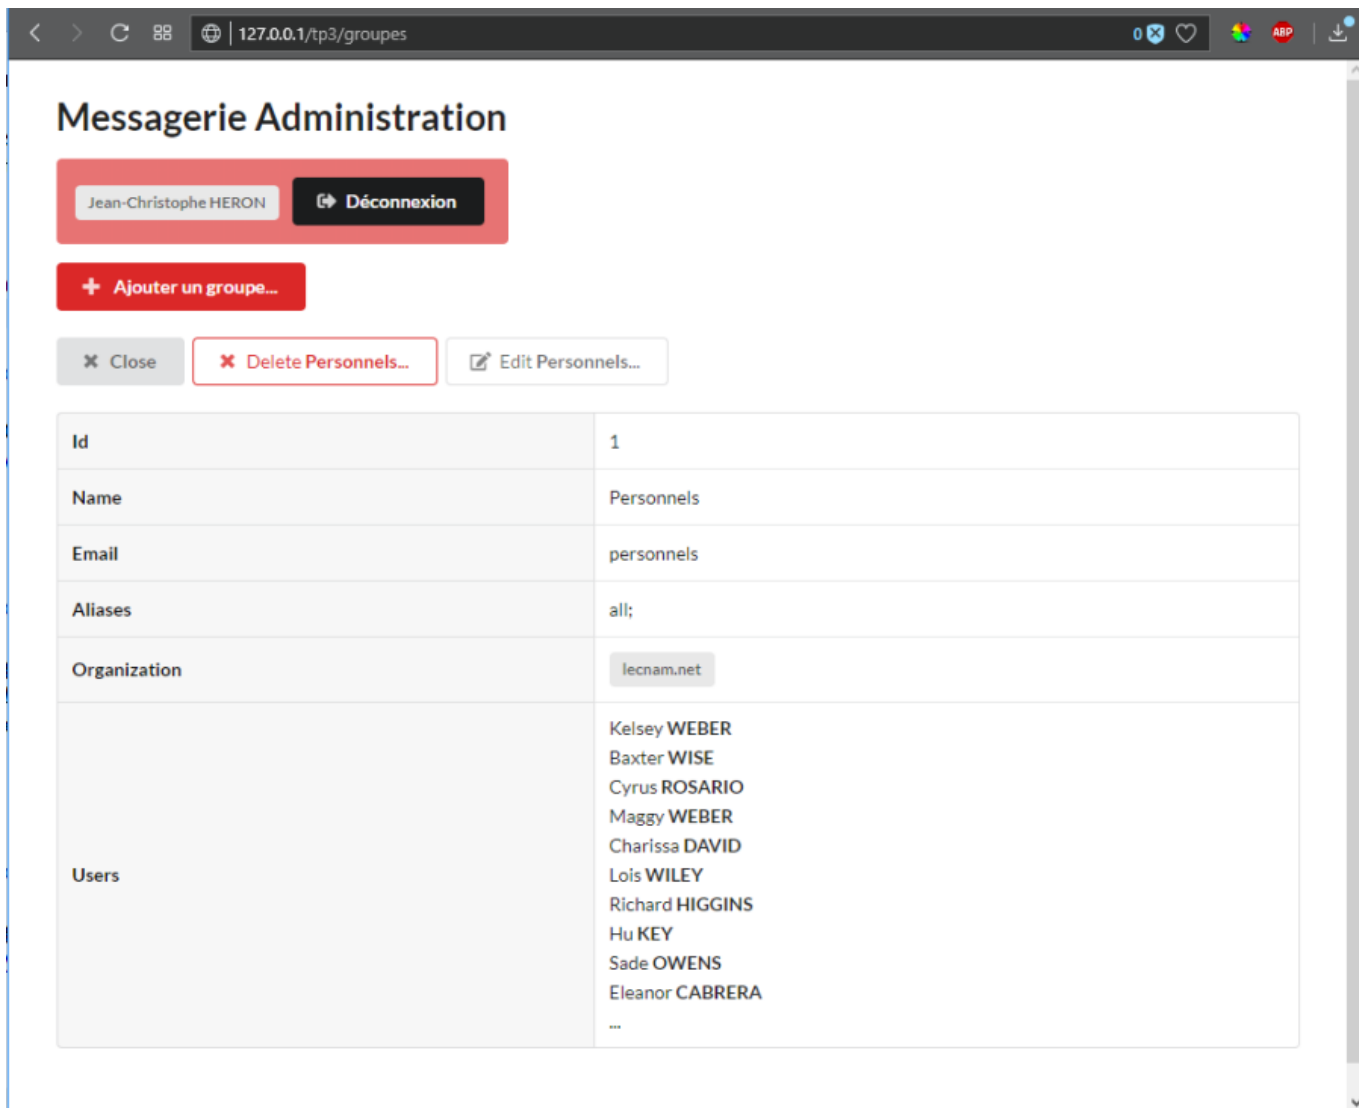 127.0.0.1/tp3/groupes
0
ABP
Messagerie Administration
Jean-Christophe HERON
Déconnexion
Ajouter un groupe...
Close
Delete Personnels...
Edit Personnels...
Id
1
Name
Personnels
Email
personnels
Aliases
all;
Organization
lecnam.net
Users
Kelsey WEBER
Baxter WISE
Cyrus ROSARIO
Maggy WEBER
Charissa DAVID
Lois WILEY
Richard HIGGINS
Hu KEY
Sade OWENS
Eleanor CABRERA
...